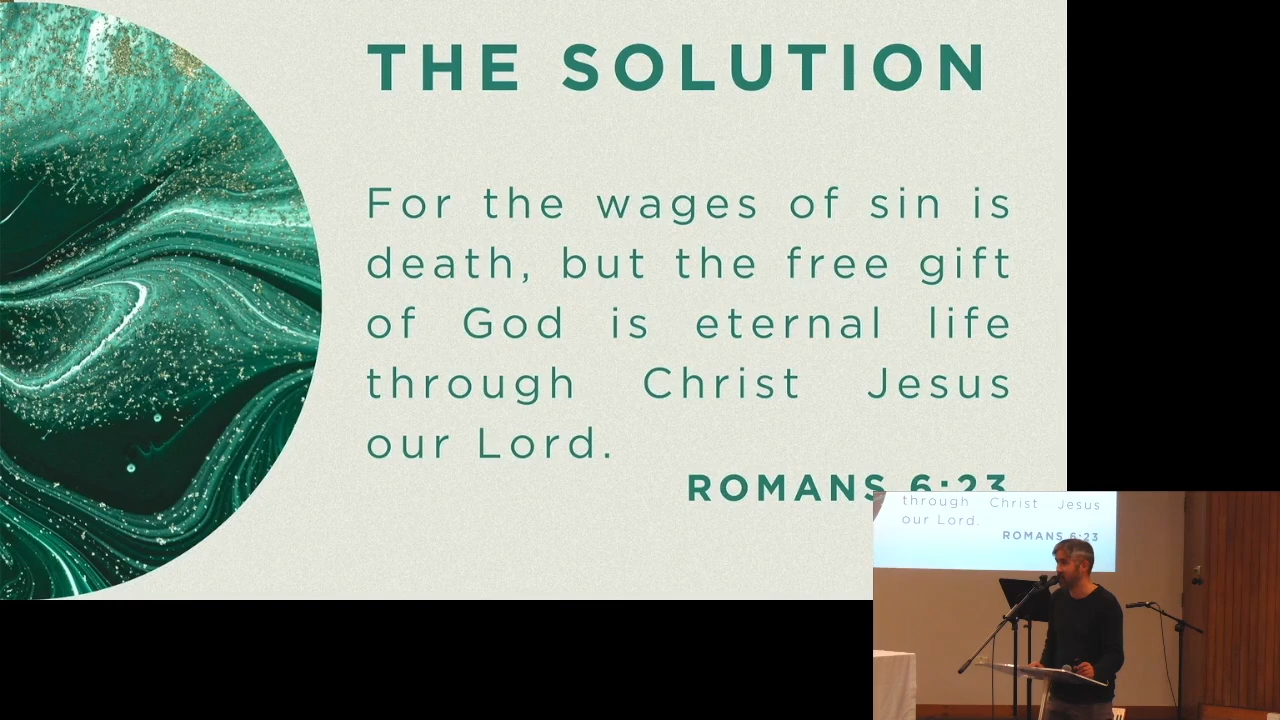 THE SOLUTION
For the wages of sin is
death, but the free gift
of God is eternal life
through Christ Jesus
our Lord.
ROMANS 6:23
through Christ Jesus
our Lord.
ROMANS 6:23